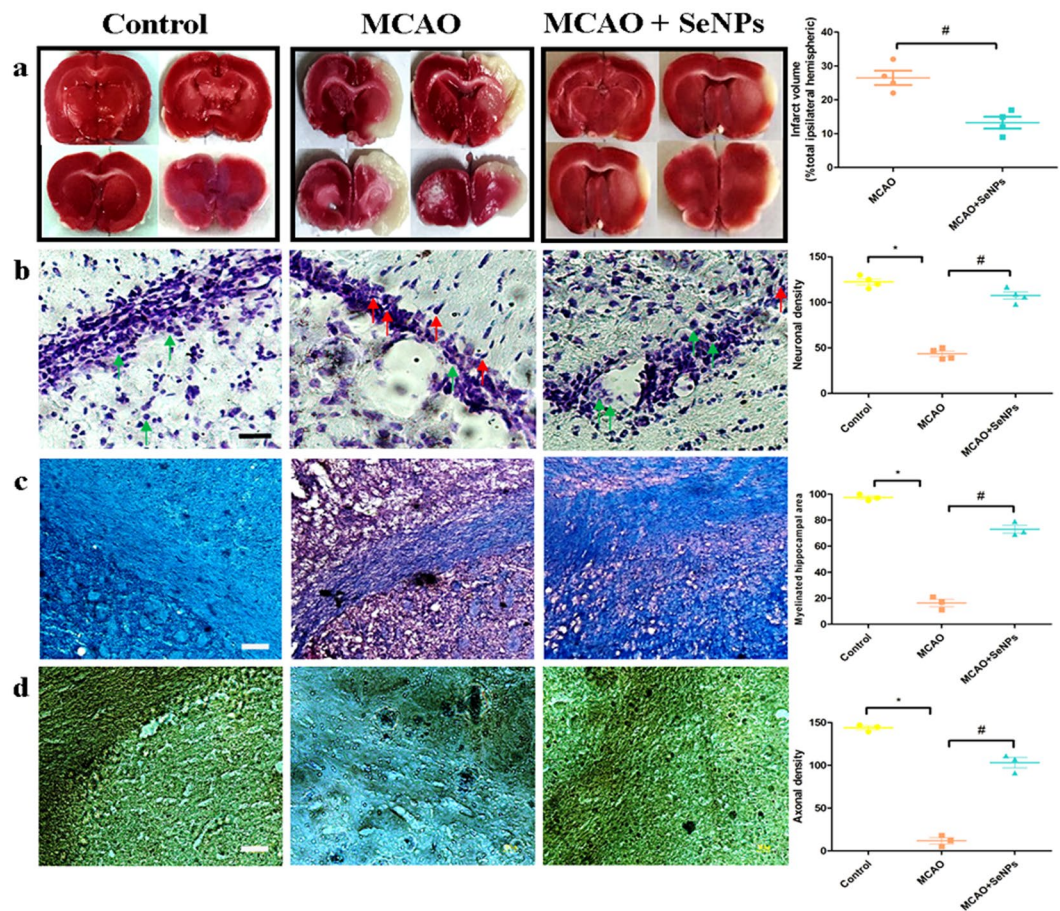 Control
MCAO
MCAO + SeNPs
a
Infarct volume
(%total ipsilateral hemispheric)
40
30
20
10
0
#
MCAO
MCAO+SeNPs
b
Neuronal density
150
100
50
0
*
#
Control
MCAO
MCAO+SeNPs
c
Myelinated hippocampal area
100
80
60
40
20
0
*
#
Control
MCAO
MCAO+SeNPs
d
Axonal density
150
100
50
0
*
#
Control
MCAO
MCAO+SeNPs